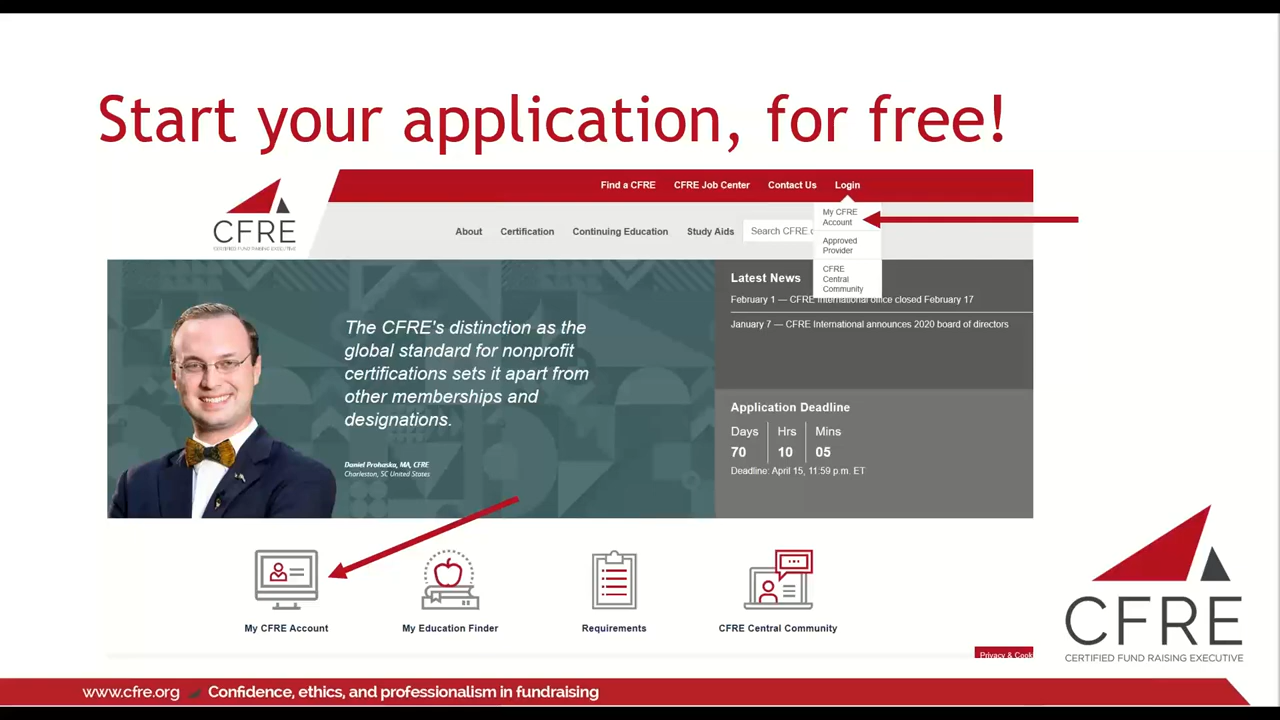 Start your application, for free!
Find a CFRE CFRE Job Center Contact Us Login
CFRE
CERTIFIED FUND RAISING EXECUTIVE
About Certification Continuing Education Study Aids Search CFRE.
My CFRE
Account
Approved
Provider
CFRE
Central
Community
The CFRE's distinction as the
global standard for nonprofit
certifications sets it apart from
other memberships and
designations.
Daniel Prohaska, MA, CFRE
Charleston, SC United States
Latest News
February 1 — CFRE International office closed February 17
January 7 — CFRE International announces 2020 board of directors
Application Deadline
Days Hrs Mins
70 10 05
Deadline: April 15, 11:59 p.m. ET
My CFRE Account My Education Finder Requirements CFRE Central Community
Privacy & Cook
CFRE
CERTIFIED FUND RAISING EXECUTIVE
www.cfre.org Confidence, ethics, and professionalism in fundraising